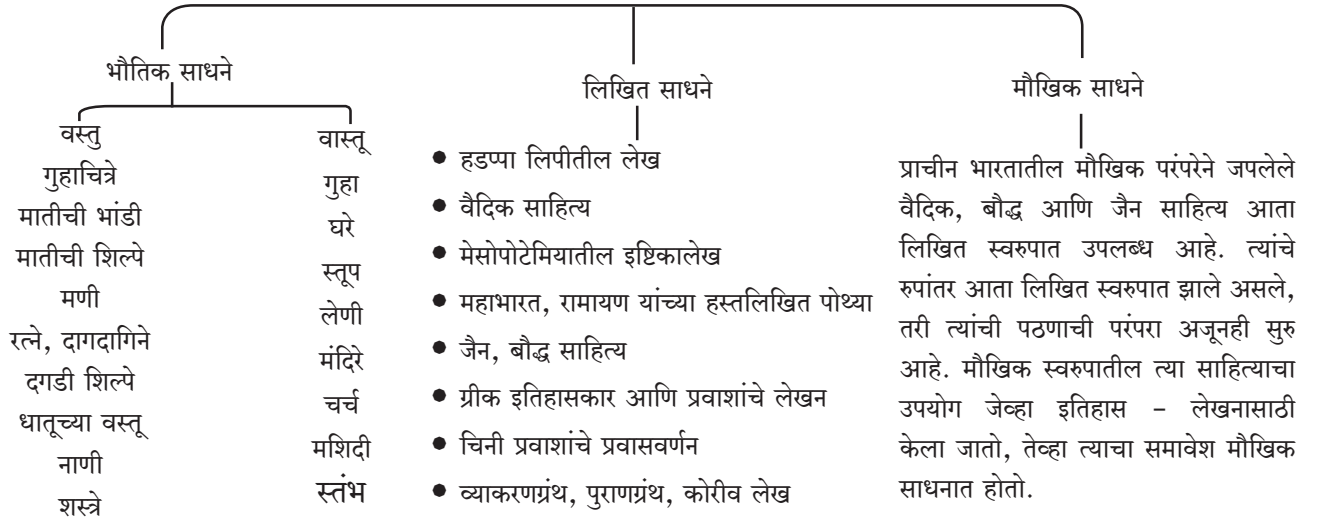 भौतिक साधने
वस्तु
गुहाचित्रे
मातीची भांडी
मातीची शिल्पे
मणी
रत्ने, दागदागिने
दगडी शिल्पे
धातूच्या वस्तू
नाणी
शस्त्रे
वास्तू
गुहा
घरे
स्तूप
लेणी
मंदिरे
चर्च
मशिदी
स्तंभ
लिखित साधने
● हडप्पा लिपीतील लेख
● वैदिक साहित्य
● मेसोपोटेमियातील इष्टिकालेख
● महाभारत, रामायण यांच्या हस्तलिखित पोथ्या
● जैन, बौद्ध साहित्य
● ग्रीक इतिहासकार आणि प्रवाशांचे लेखन
● चिनी प्रवाशांचे प्रवासवर्णन
● व्याकरणग्रंथ, पुराणग्रंथ, कोरीव लेख
मौखिक साधने
प्राचीन भारतातील मौखिक परंपरेने जपलेले
वैदिक, बौद्ध आणि जैन साहित्य आता
लिखित स्वरुपात उपलब्ध आहे. त्यांचे
रुपांतर आता लिखित स्वरुपात झाले असले,
तरी त्यांची पठणाची परंपरा अजूनही सुरु
आहे. मौखिक स्वरुपातील त्या साहित्याचा
उपयोग जेव्हा इतिहास – लेखनासाठी
केला जातो, तेव्हा त्याचा समावेश मौखिक
साधनात होतो.